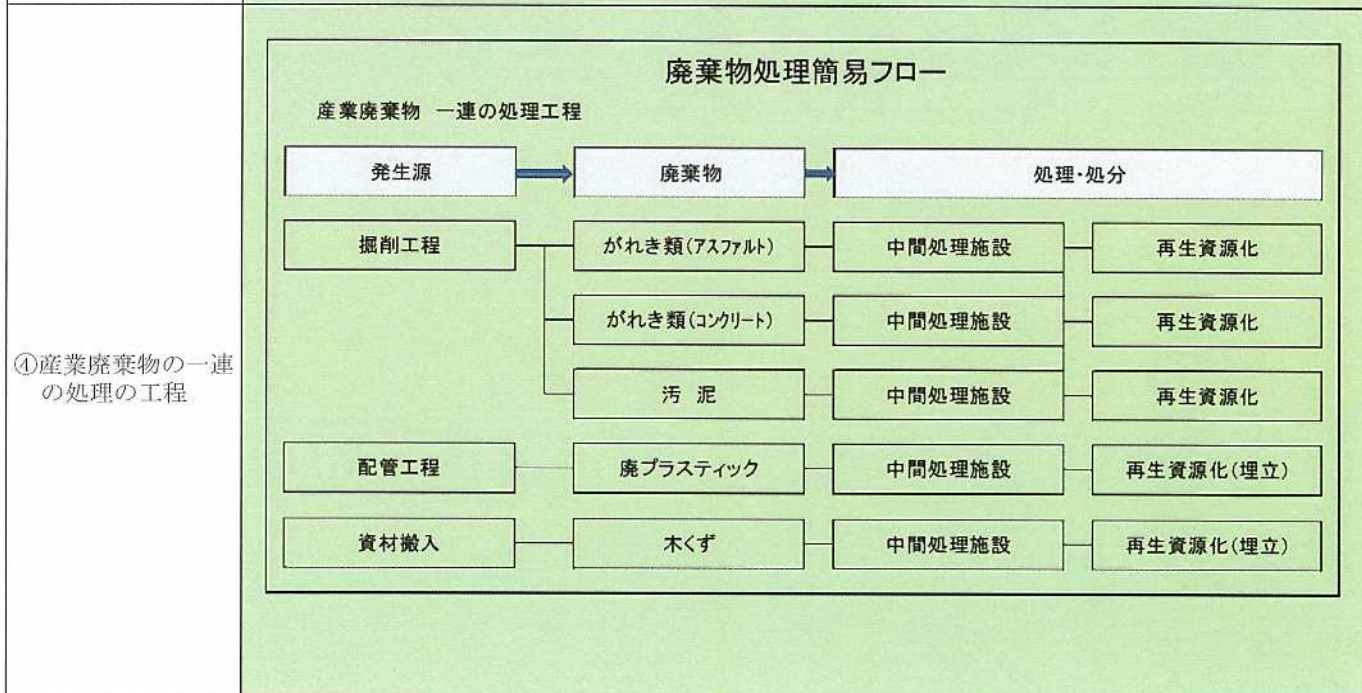 廃棄物処理簡易フロー
産業廃棄物 一連の処理工程
発生源 廃棄物 処理・処分
掘削工程 がれき類(アスファルト) 中間処理施設 再生資源化
がれき類(コンクリート) 中間処理施設 再生資源化
④産業廃棄物の一連
の処理の工程
汚 泥 中間処理施設 再生資源化
配管工程 廃プラスティック 中間処理施設 再生資源化(埋立)
資材搬入 木くず 中間処理施設 再生資源化(埋立)